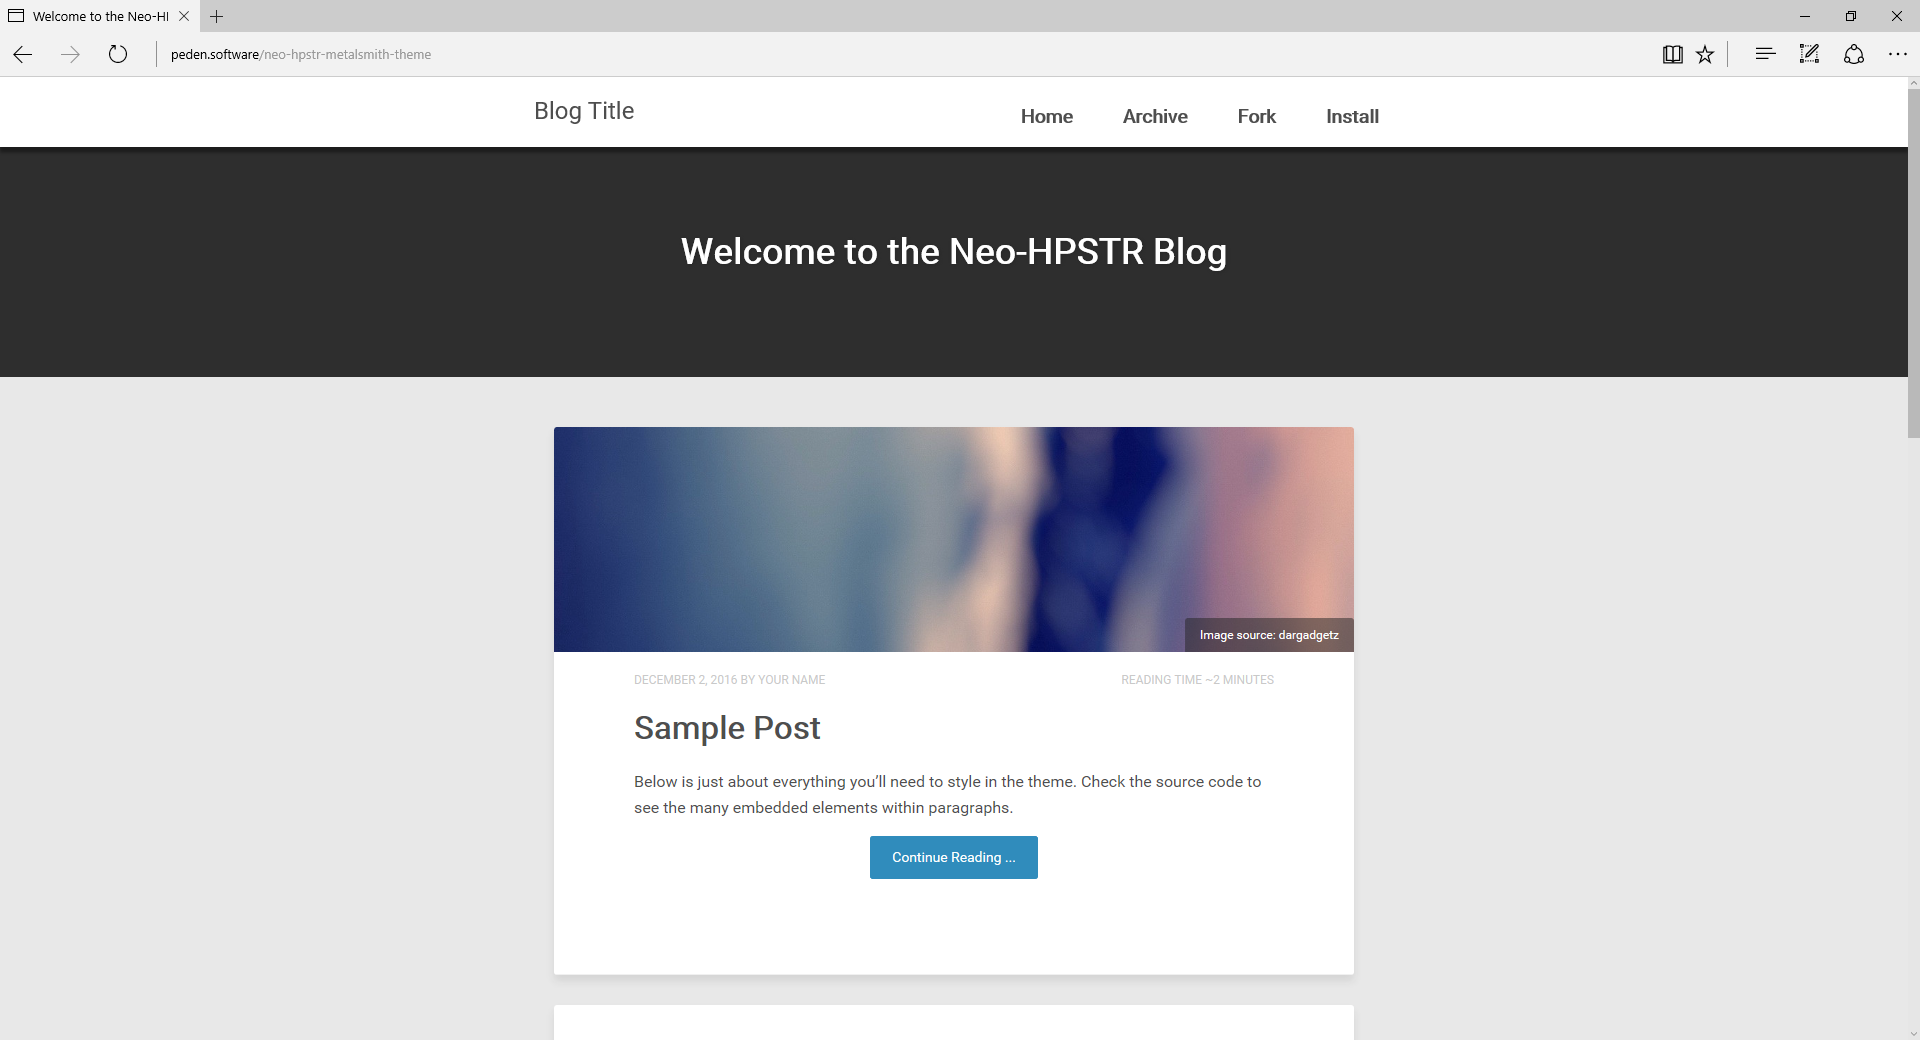 Welcome to the Neo-HI
peden.software/neo-hpstr-metalsmith-theme
Blog Title
Home Archive Fork Install
Welcome to the Neo-HPSTR Blog
Image source: dargadgetz
DECEMBER 2, 2016 BY YOUR NAME READING TIME ~2 MINUTES
Sample Post
Below is just about everything you’ll need to style in the theme. Check the source code to
see the many embedded elements within paragraphs.
Continue Reading ...